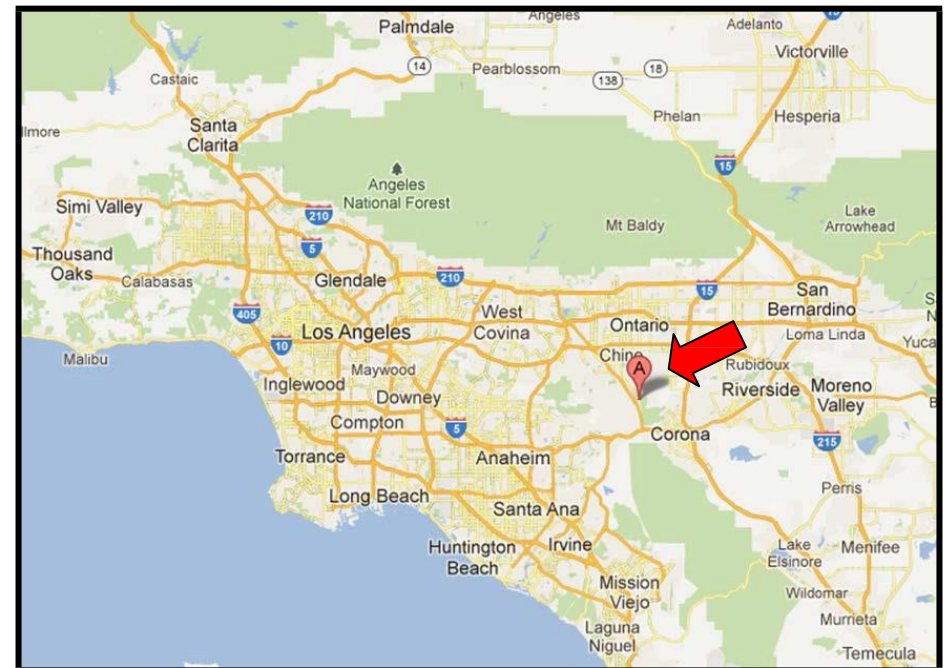 Palmdale
Angeles
Adelanto
15
Victorville
14
Pearblossom
18
138
Castaic
Phelan
Hesperia
Santa
Clarita
15
Angeles
National Forest
Simi Valley
210
Mt Baldy
Lake
Arrowhead
5
Thousand
Oaks
Calabasas
Glendale
210
15
San
Bernardino
405
West
Covina
Ontario
Los Angeles
Loma Linda
10
Malibu
Maywood
Chino
A
Rubidoux
Inglewood
Downey
Riverside
Moreno
Valley
Compton
5
Corona
215
Torrance
Anaheim
Long Beach
Santa Ana
Perris
Huntington
Beach
Irvine
Lake
Elsinore
Menifee
Mission
Viejo
Wildomar
Laguna
Niguel
Murrieta
Temecula